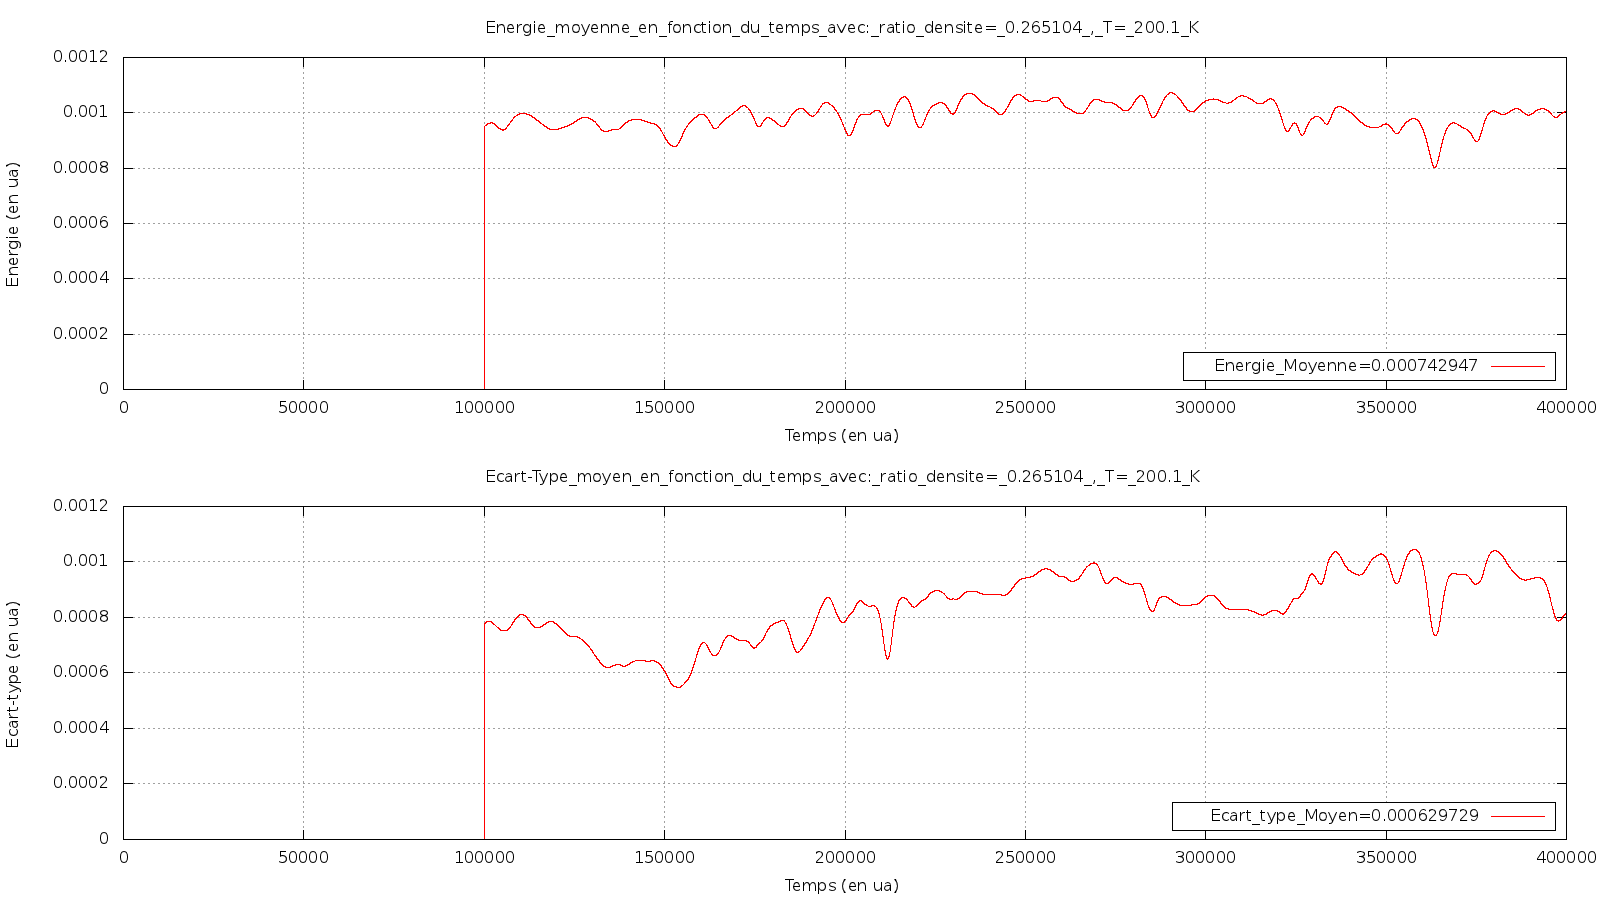 Energie_moyenne_en_fonction_du_temps_avec:_ratio_densite=_0.265104_,_T=_200.1_K
0.0012
0.001
0.0008
0.0006
0.0004
0.0002
0
Energie (en ua)
Energie_Moyenne=0.000742947
0 50000 100000 150000 200000 250000 300000 350000 400000
Temps (en ua)
Ecart-Type_moyen_en_fonction_du_temps_avec:_ratio_densite=_0.265104_,_T=_200.1_K
0.0012
0.001
0.0008
0.0006
0.0004
0.0002
0
Ecart-type (en ua)
Ecart_type_Moyen=0.000629729
0 50000 100000 150000 200000 250000 300000 350000 400000
Temps (en ua)